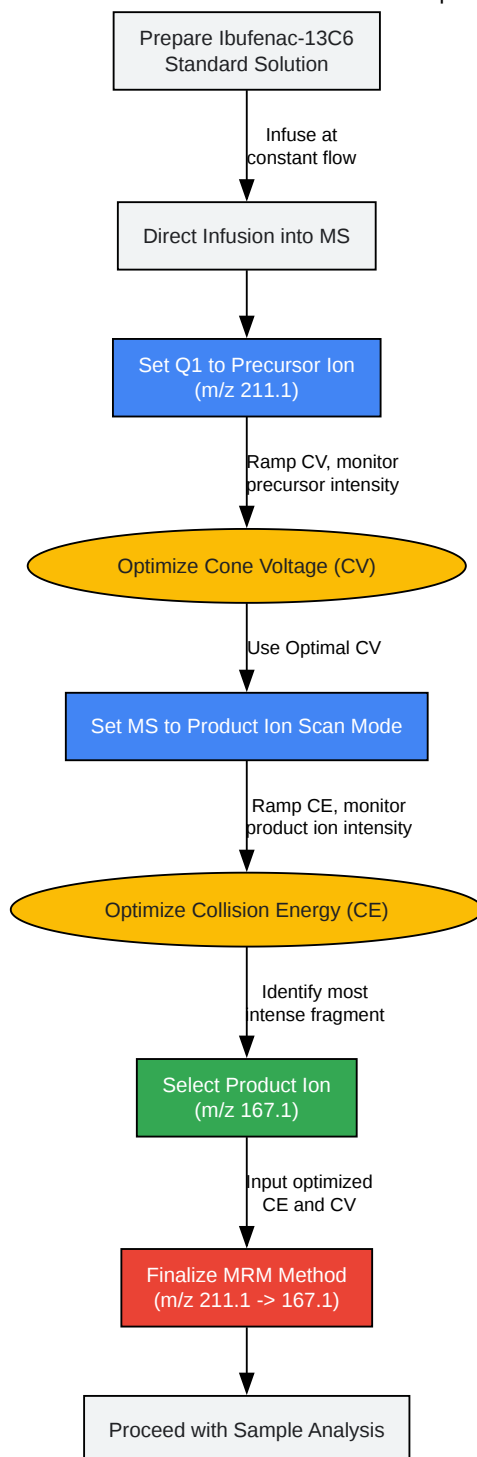 Prepare Ibufenac-13C6
Standard Solution
Infuse at
constant flow
Direct Infusion into MS
Set Q1 to Precursor Ion
(m/z 211.1)
Ramp CV, monitor
precursor intensity
Optimize Cone Voltage (CV)
Use Optimal CV
Set MS to Product Ion Scan Mode
Ramp CE, monitor
product ion intensity
Optimize Collision Energy (CE)
Identify most
intense fragment
Select Product Ion
(m/z 167.1)
Input optimized
CE and CV
Finalize MRM Method
(m/z 211.1 -> 167.1)
Proceed with Sample Analysis